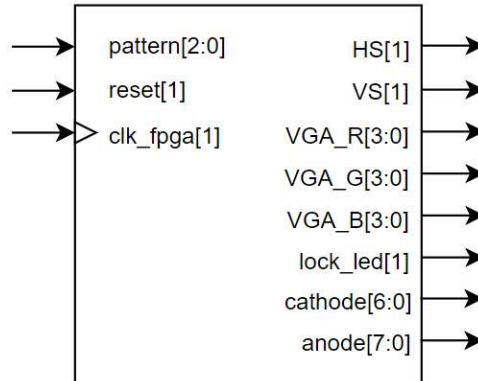 pattern[2:0]
reset[1]
clk_fpga[1]
HS[1]
VS[1]
VGA_R[3:0]
VGA_G[3:0]
VGA_B[3:0]
lock_led[1]
cathode[6:0]
anode[7:0]